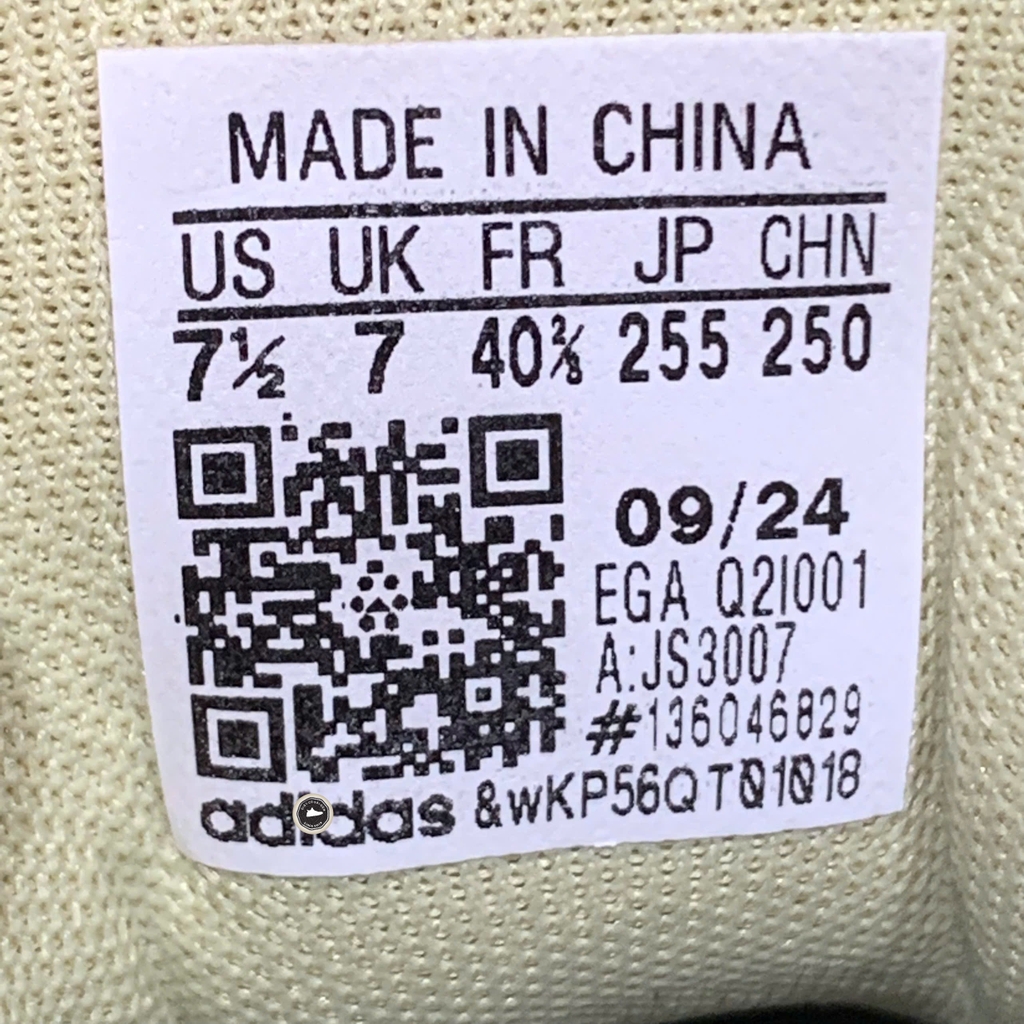 MADE IN CHINA
US UK FR JP CHN
7½ 7 40⅔ 255 250
09/24
EGA Q2I001
A:JS3007
#136046829
adidas &wKP56QT01018